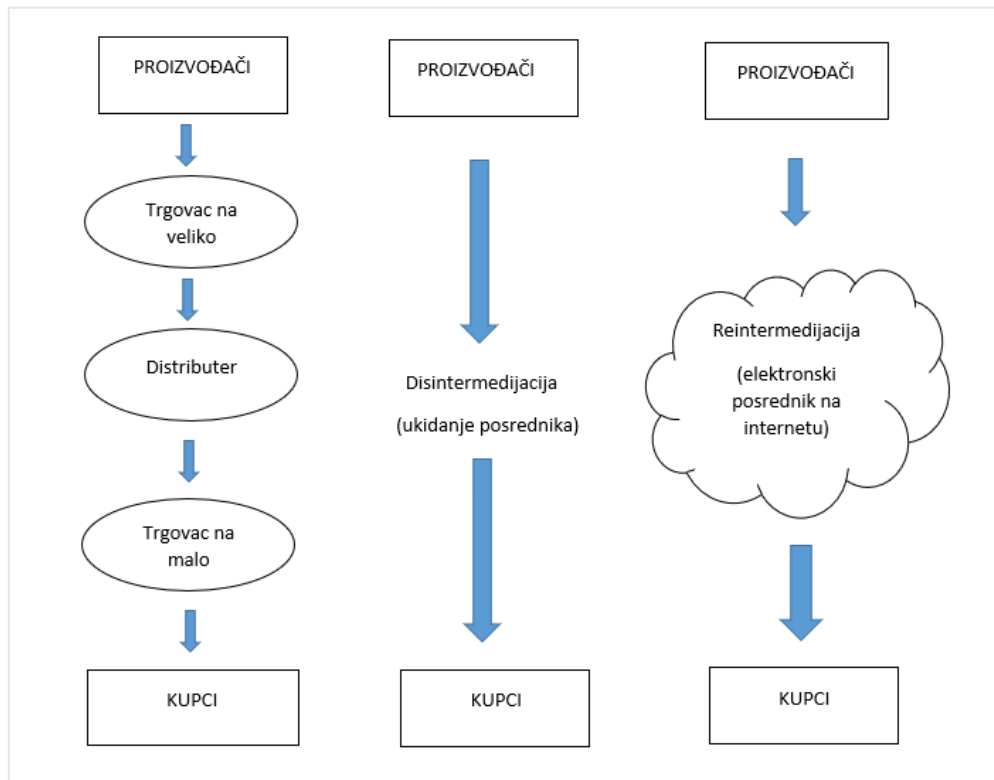 PROIZVOĐAČI
Trgovac na
veliko
Distributer
Trgovac na
malo
KUPCI
PROIZVOĐAČI
Disintermedijacija
(ukidanje posrednika)
KUPCI
PROIZVOĐAČI
Reintermedijacija
(elektronski
posrednik na
internetu)
KUPCI